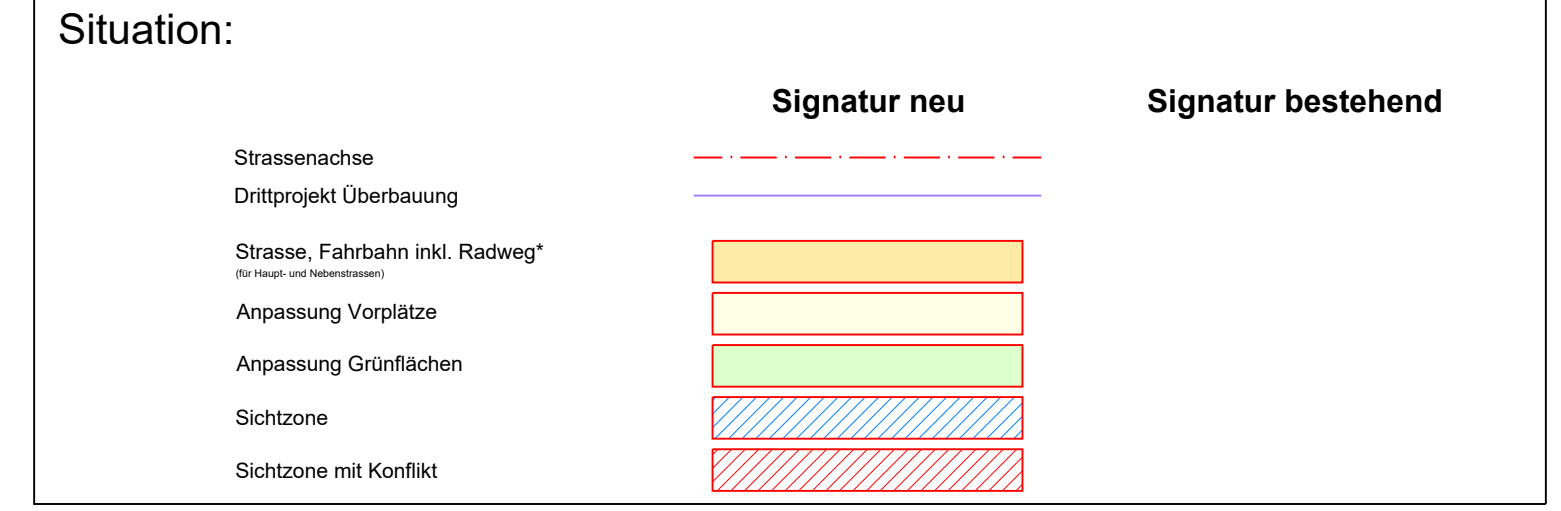 Situation:
Signatur neu Signatur bestehend
Strassenachse
Drittprojekt Überbauung
Strasse, Fahrbahn inkl. Radweg*
(für Haupt- und Nebenstrassen)
Anpassung Vorplätze
Anpassung Grünflächen
Sichtzone
Sichtzone mit Konflikt